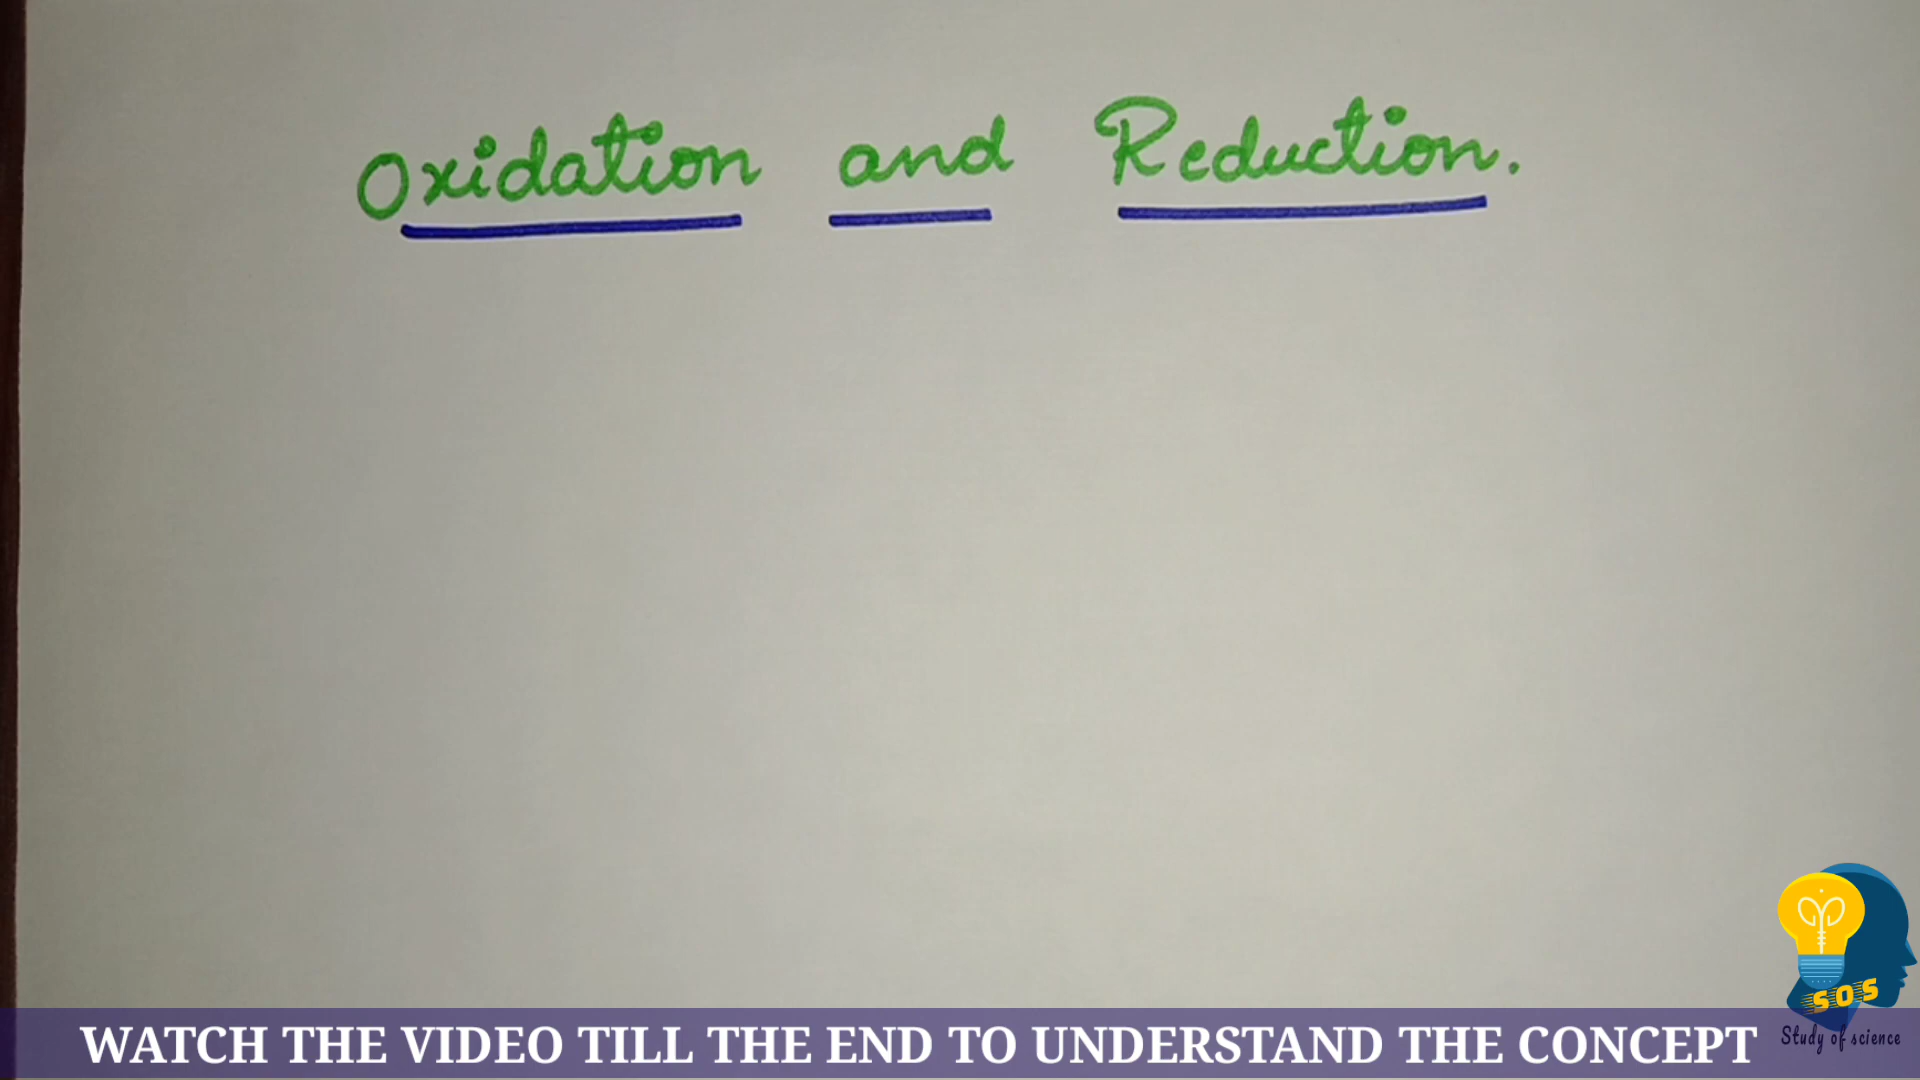 Oxidation and Reduction.
SOS
Study of science
WATCH THE VIDEO TILL THE END TO UNDERSTAND THE CONCEPT